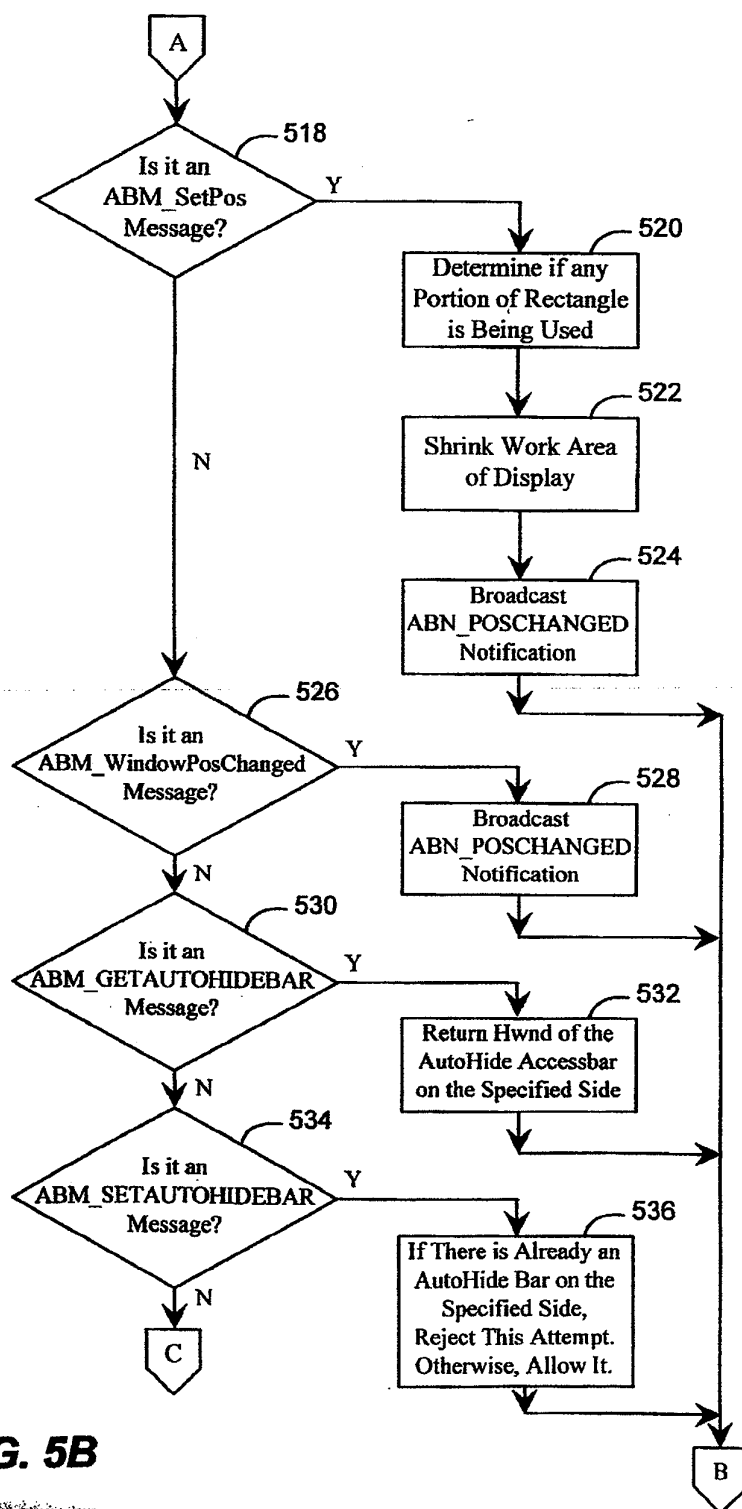 A
518
Is it an
ABM_SetPos
Message?
Y
520
Determine if any
Portion of Rectangle
is Being Used
522
Shrink Work Area
of Display
N
524
Broadcast
ABN_POSCHANGED
Notification
526
Is it an
ABM_WindowPosChanged
Message?
Y
528
Broadcast
ABN_POSCHANGED
Notification
N
530
Is it an
ABM_GETAUTOHIDEBAR
Message?
Y
532
Return Hwnd of the
AutoHide Accessbar
on the Specified Side
N
534
Is it an
ABM_SETAUTOHIDEBAR
Message?
Y
536
If There is Already an
AutoHide Bar on the
Specified Side,
Reject This Attempt.
Otherwise, Allow It.
N
C
G. 5B
B